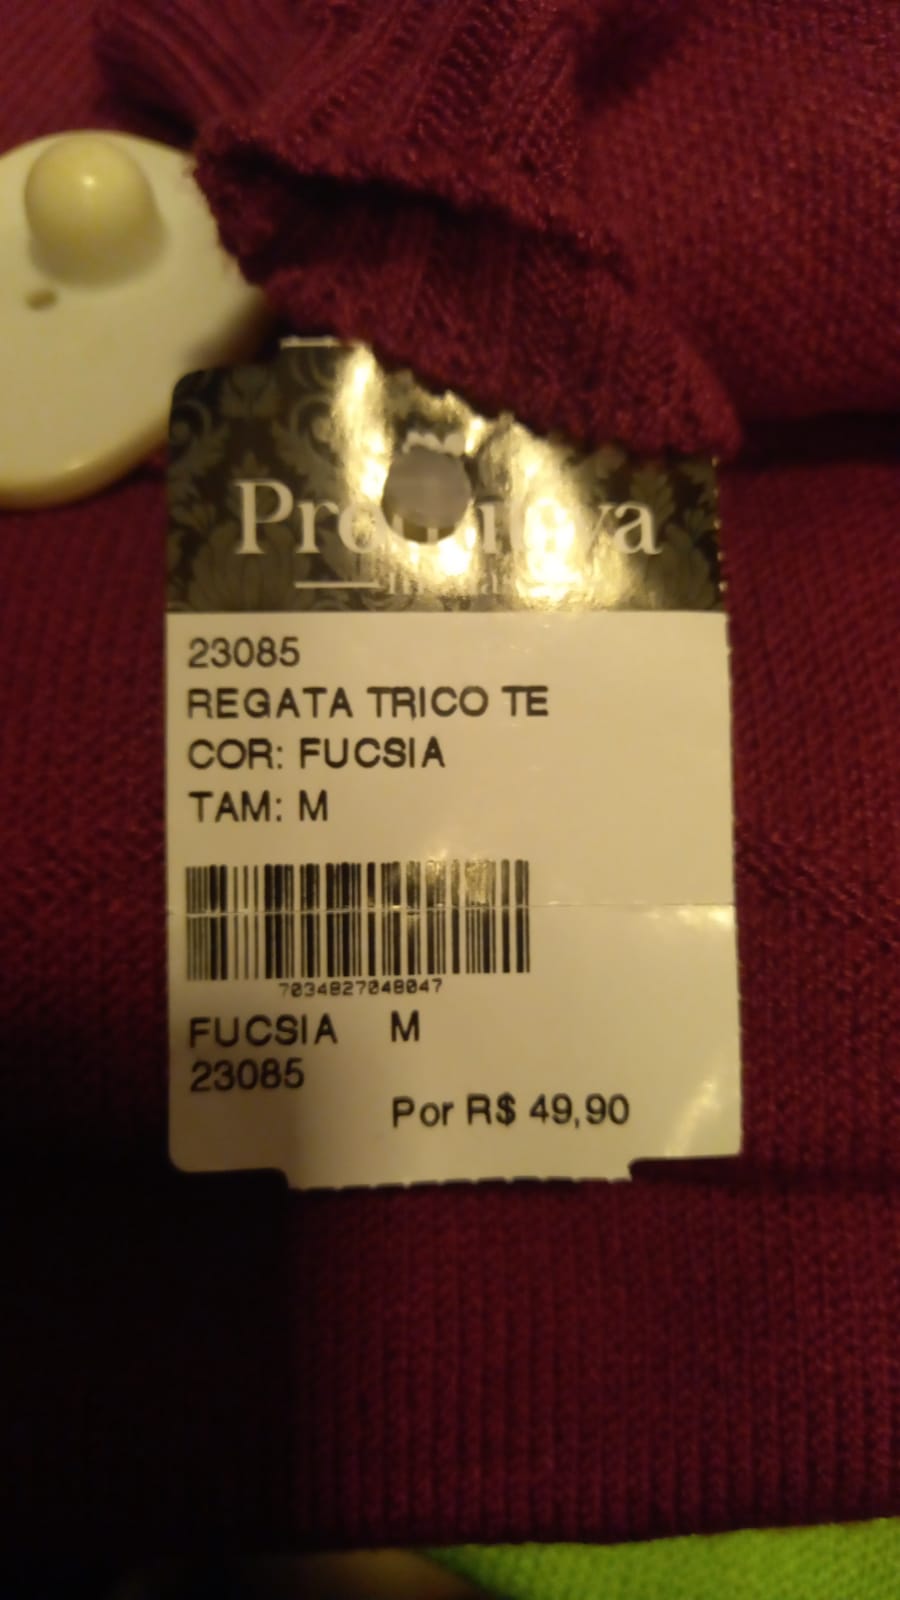 23085
REGATA TRICO TE
COR: FUCSIA
TAM: M
7034827048047
FUCSIA M
23085
Por R$ 49,90